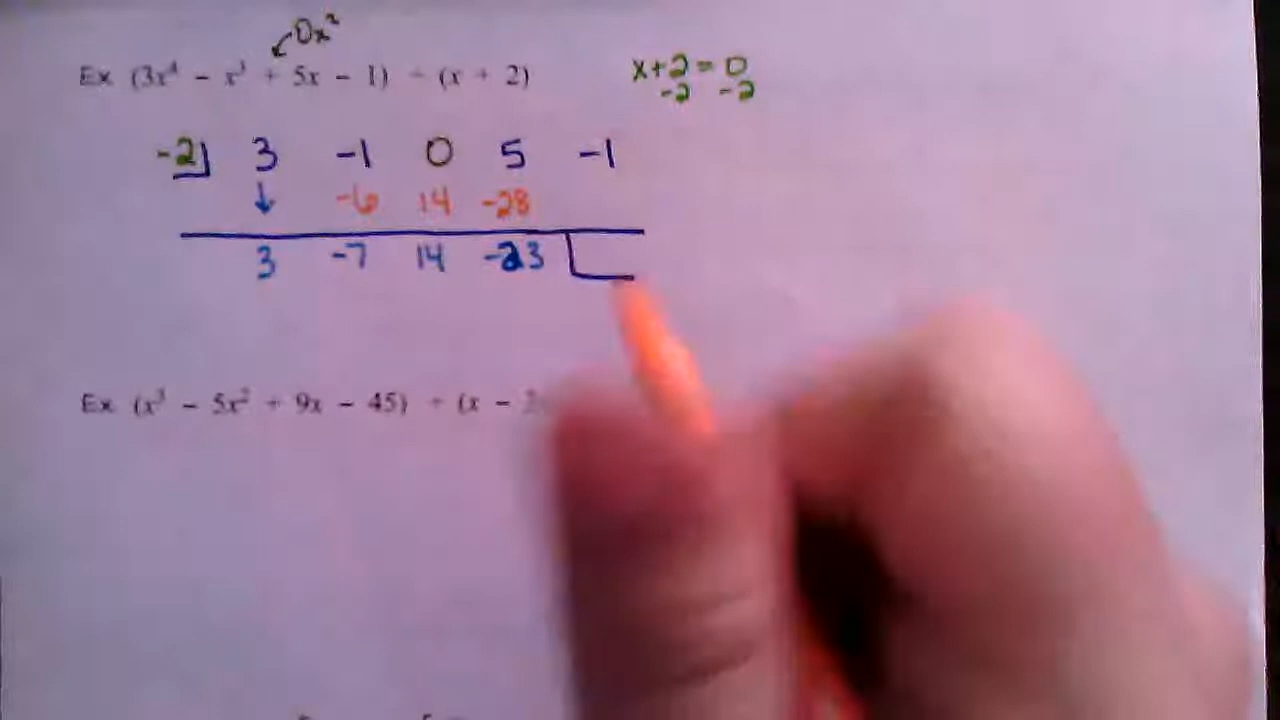 0x²
Ex (3x⁴ - x³ + 5x - 1) ÷ (x + 2) x+2=0
-2 -2
-2 3 -1 0 5 -1
↓ -6 14 -28
3 -7 14 -23
Ex (x³ - 5x² + 9x - 45) ÷ (x -